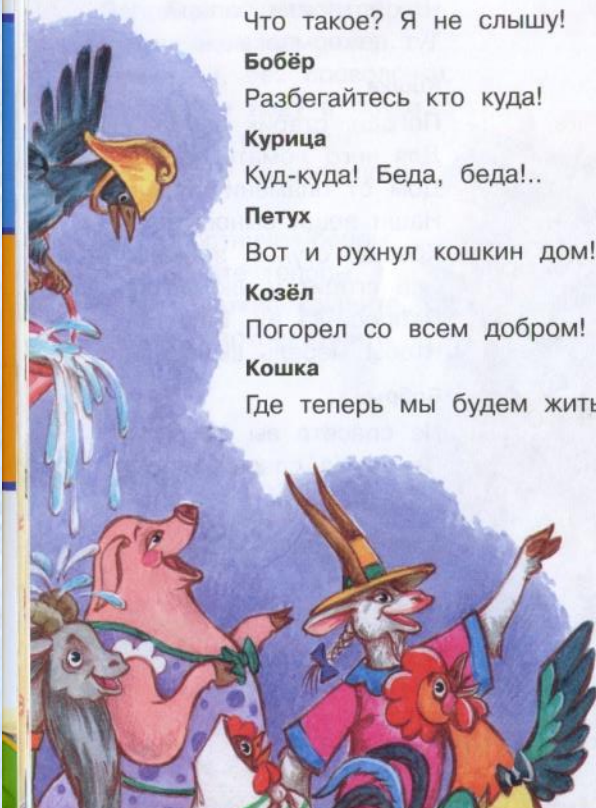 Что такое? Я не слышу!
Бобёр
Разбегайтесь кто куда!
Курица
Куд-куда! Беда, беда!..
Петух
Вот и рухнул кошкин дом!
Козёл
Погорел со всем добром!
Кошка
Где теперь мы будем жить